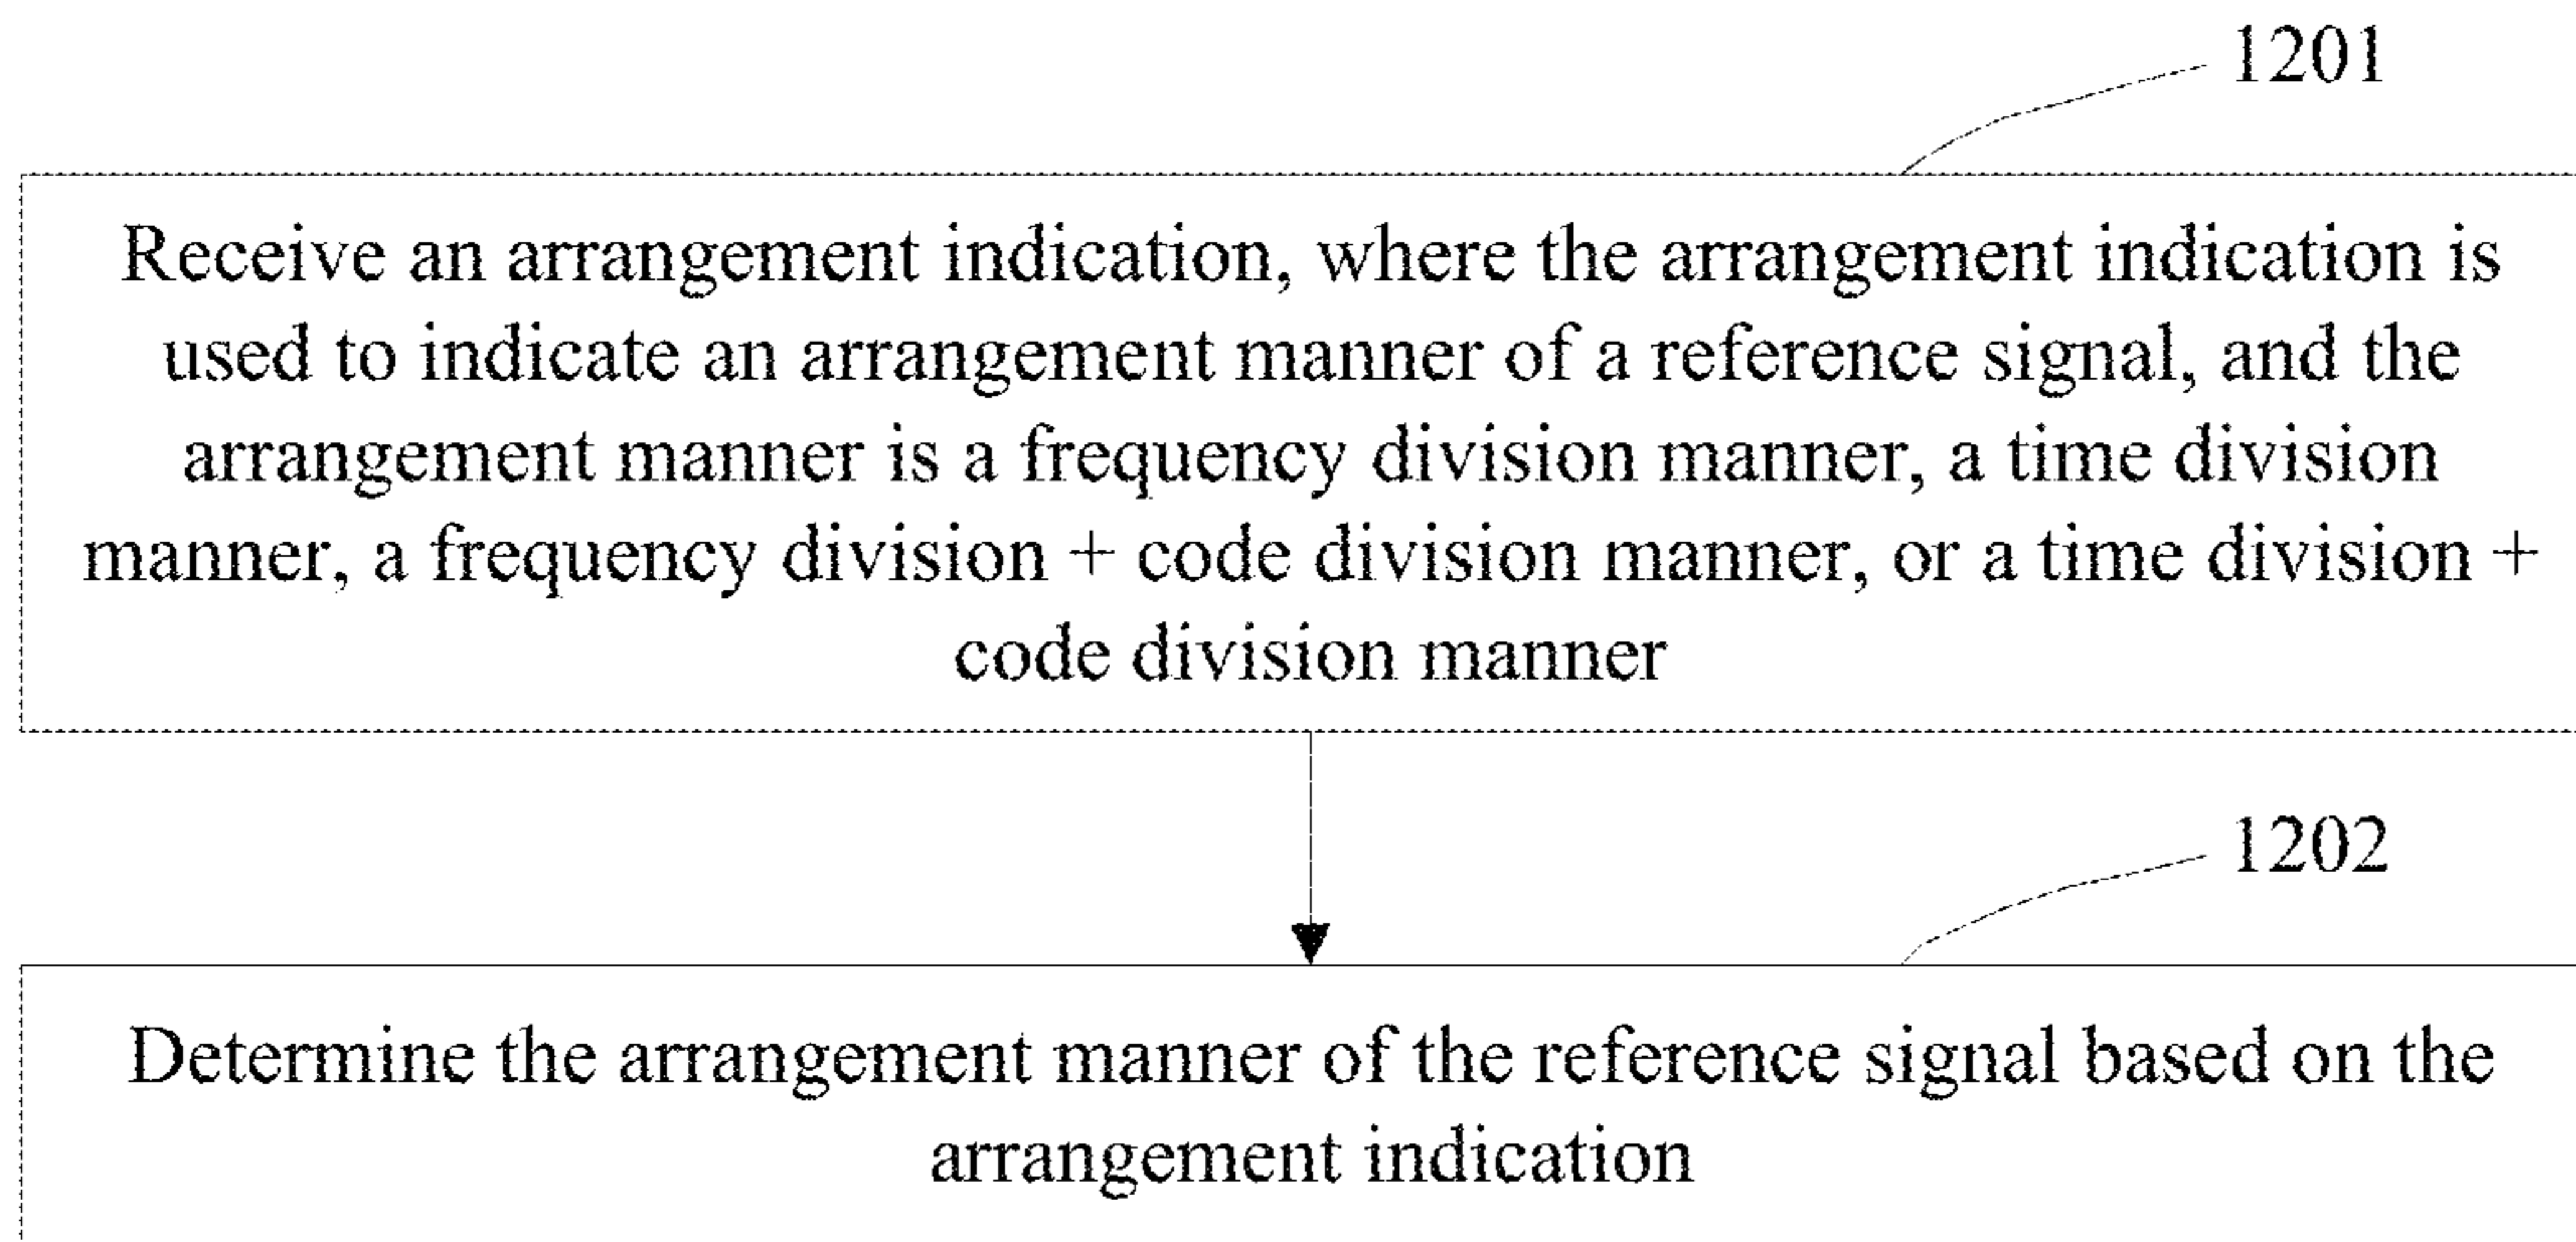 1201
Receive an arrangement indication, where the arrangement indication is
used to indicate an arrangement manner of a reference signal, and the
arrangement manner is a frequency division manner, a time division
manner, a frequency division + code division manner, or a time division +
code division manner
1202
Determine the arrangement manner of the reference signal based on the
arrangement indication